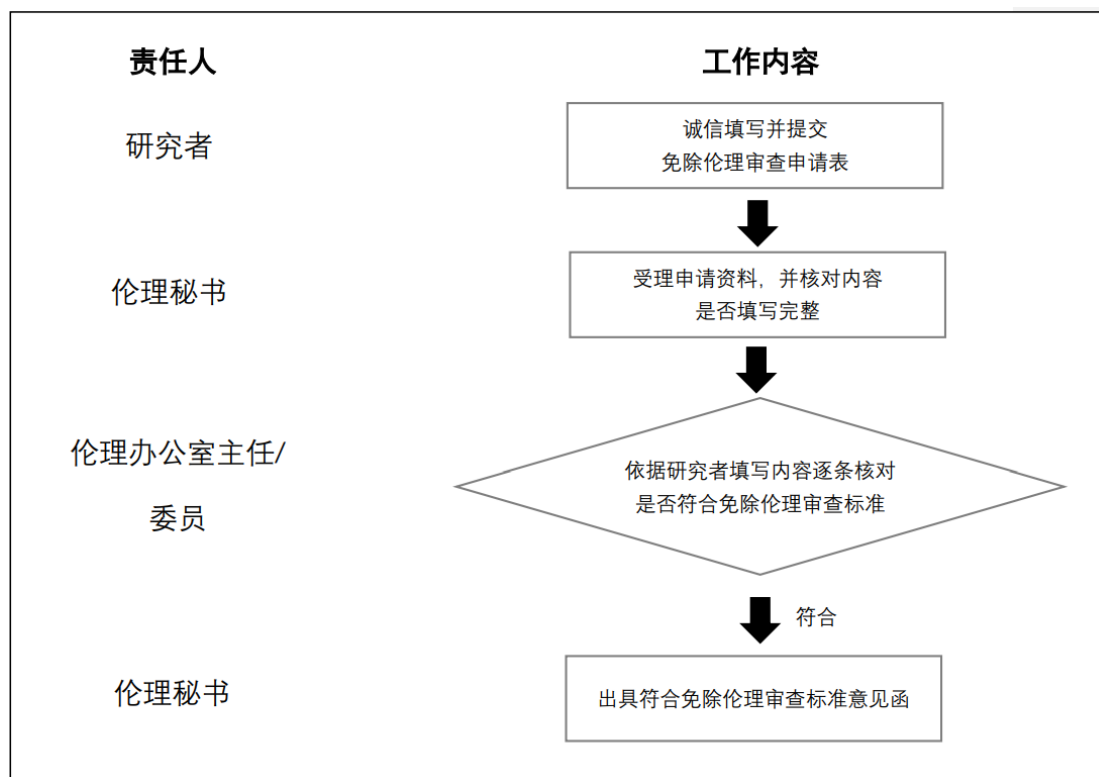 责任人
工作内容
研究者
诚信填写并提交
免除伦理审查申请表
伦理秘书
受理申请资料，并核对内容
是否填写完整
伦理办公室主任/
委员
依据研究者填写内容逐条核对
是否符合免除伦理审查标准
符合
伦理秘书
出具符合免除伦理审查标准意见函